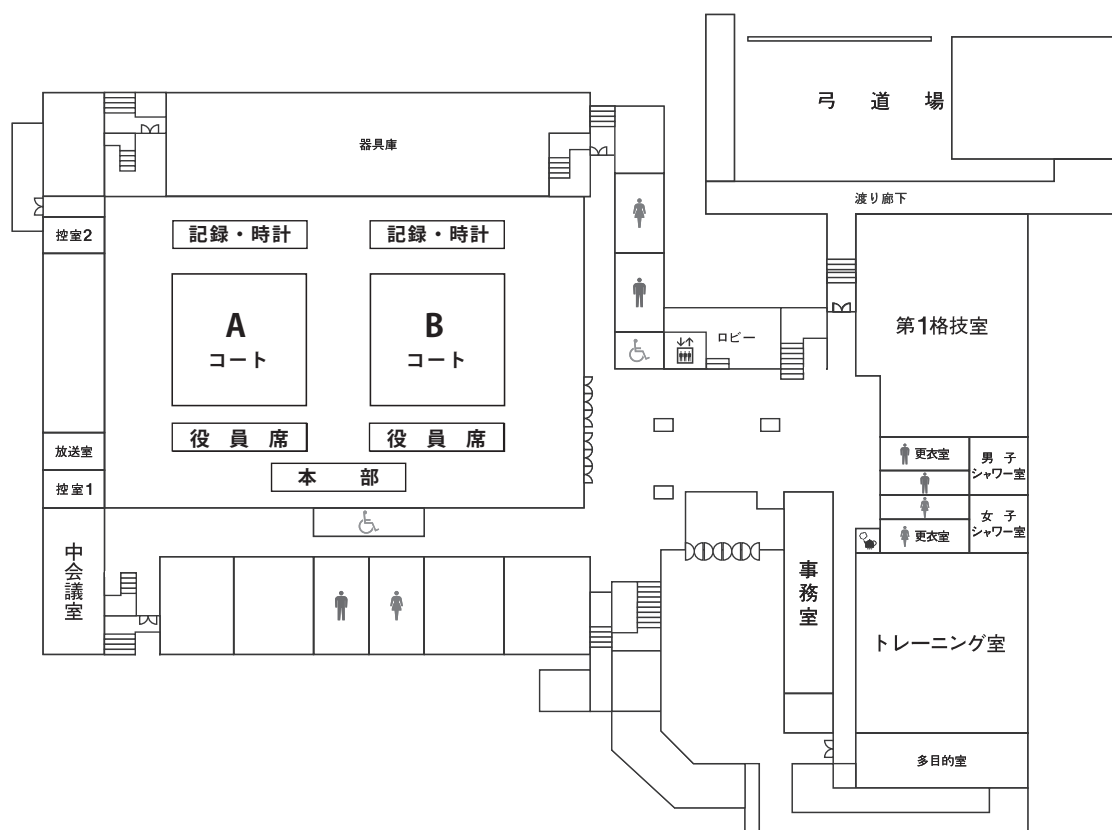 弓道場
器具庫
渡り廊下
控室2
記録・時計
記録・時計
A
コート
B
コート
ロビー
第1格技室
役員席
役員席
放送室
本部
控室1
更衣室
男子
シャワー室
女子
シャワー室
更衣室
中会議室
事務室
トレーニング室
多目的室